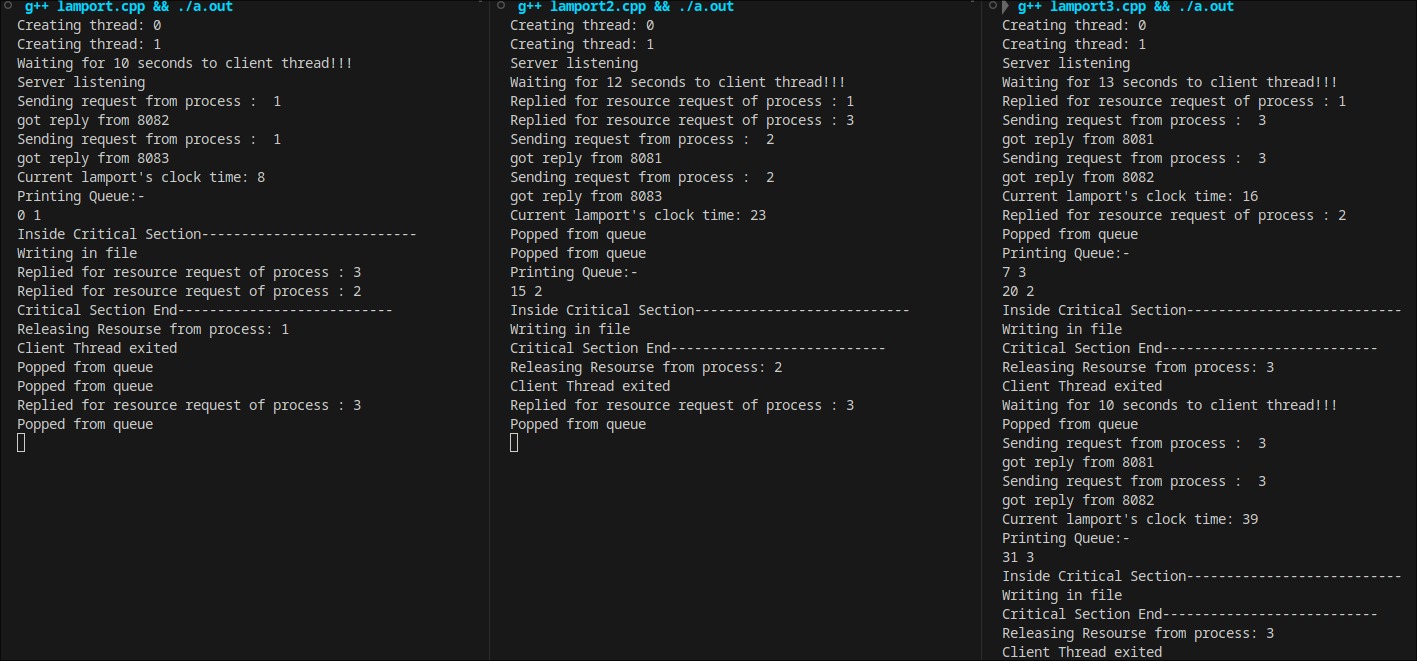 g++ lamport.cpp && ./a.out
Creating thread: 0
Creating thread: 1
Waiting for 10 seconds to client thread!!!
Server listening
Sending request from process :  1
got reply from 8082
Sending request from process :  1
got reply from 8083
Current lamport's clock time: 8
Printing Queue:-
0 1
Inside Critical Section---------------------------
Writing in file
Replied for resource request of process : 3
Replied for resource request of process : 2
Critical Section End---------------------------
Releasing Resourse from process: 1
Client Thread exited
Popped from queue
Popped from queue
Replied for resource request of process : 3
Popped from queue
g++ lamport2.cpp && ./a.out
Creating thread: 0
Creating thread: 1
Server listening
Waiting for 12 seconds to client thread!!!
Replied for resource request of process : 1
Replied for resource request of process : 3
Sending request from process :  2
got reply from 8081
Sending request from process :  2
got reply from 8083
Current lamport's clock time: 23
Popped from queue
Popped from queue
Printing Queue:-
15 2
Inside Critical Section---------------------------
Writing in file
Critical Section End---------------------------
Releasing Resourse from process: 2
Client Thread exited
Replied for resource request of process : 3
Popped from queue
g++ lamport3.cpp && ./a.out
Creating thread: 0
Creating thread: 1
Server listening
Waiting for 13 seconds to client thread!!!
Replied for resource request of process : 1
Sending request from process :  3
got reply from 8081
Sending request from process :  3
got reply from 8082
Current lamport's clock time: 16
Replied for resource request of process : 2
Popped from queue
Printing Queue:-
7 3
20 2
Inside Critical Section---------------------------
Writing in file
Critical Section End---------------------------
Releasing Resourse from process: 3
Client Thread exited
Waiting for 10 seconds to client thread!!!
Popped from queue
Sending request from process :  3
got reply from 8081
Sending request from process :  3
got reply from 8082
Current lamport's clock time: 39
Printing Queue:-
31 3
Inside Critical Section---------------------------
Writing in file
Critical Section End---------------------------
Releasing Resourse from process: 3
Client Thread exited